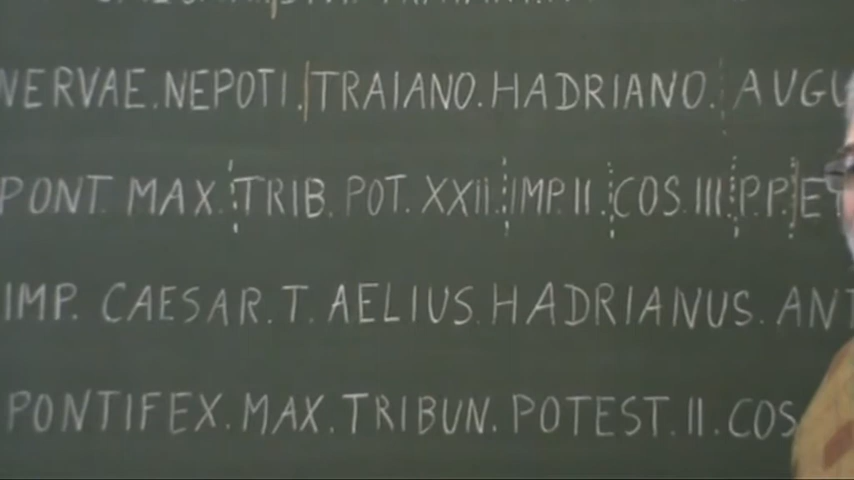 NERVAE.NEPOTI.TRAIANO.HADRIANO. AUGU
PONT. MAX. TRIB. POT. XXII. IMP. II. COS. III. P.P. ET
IMP. CAESAR. T. AELIUS. HADRIANUS. ANT
PONTIFEX. MAX. TRIBUN. POTEST. II. COS